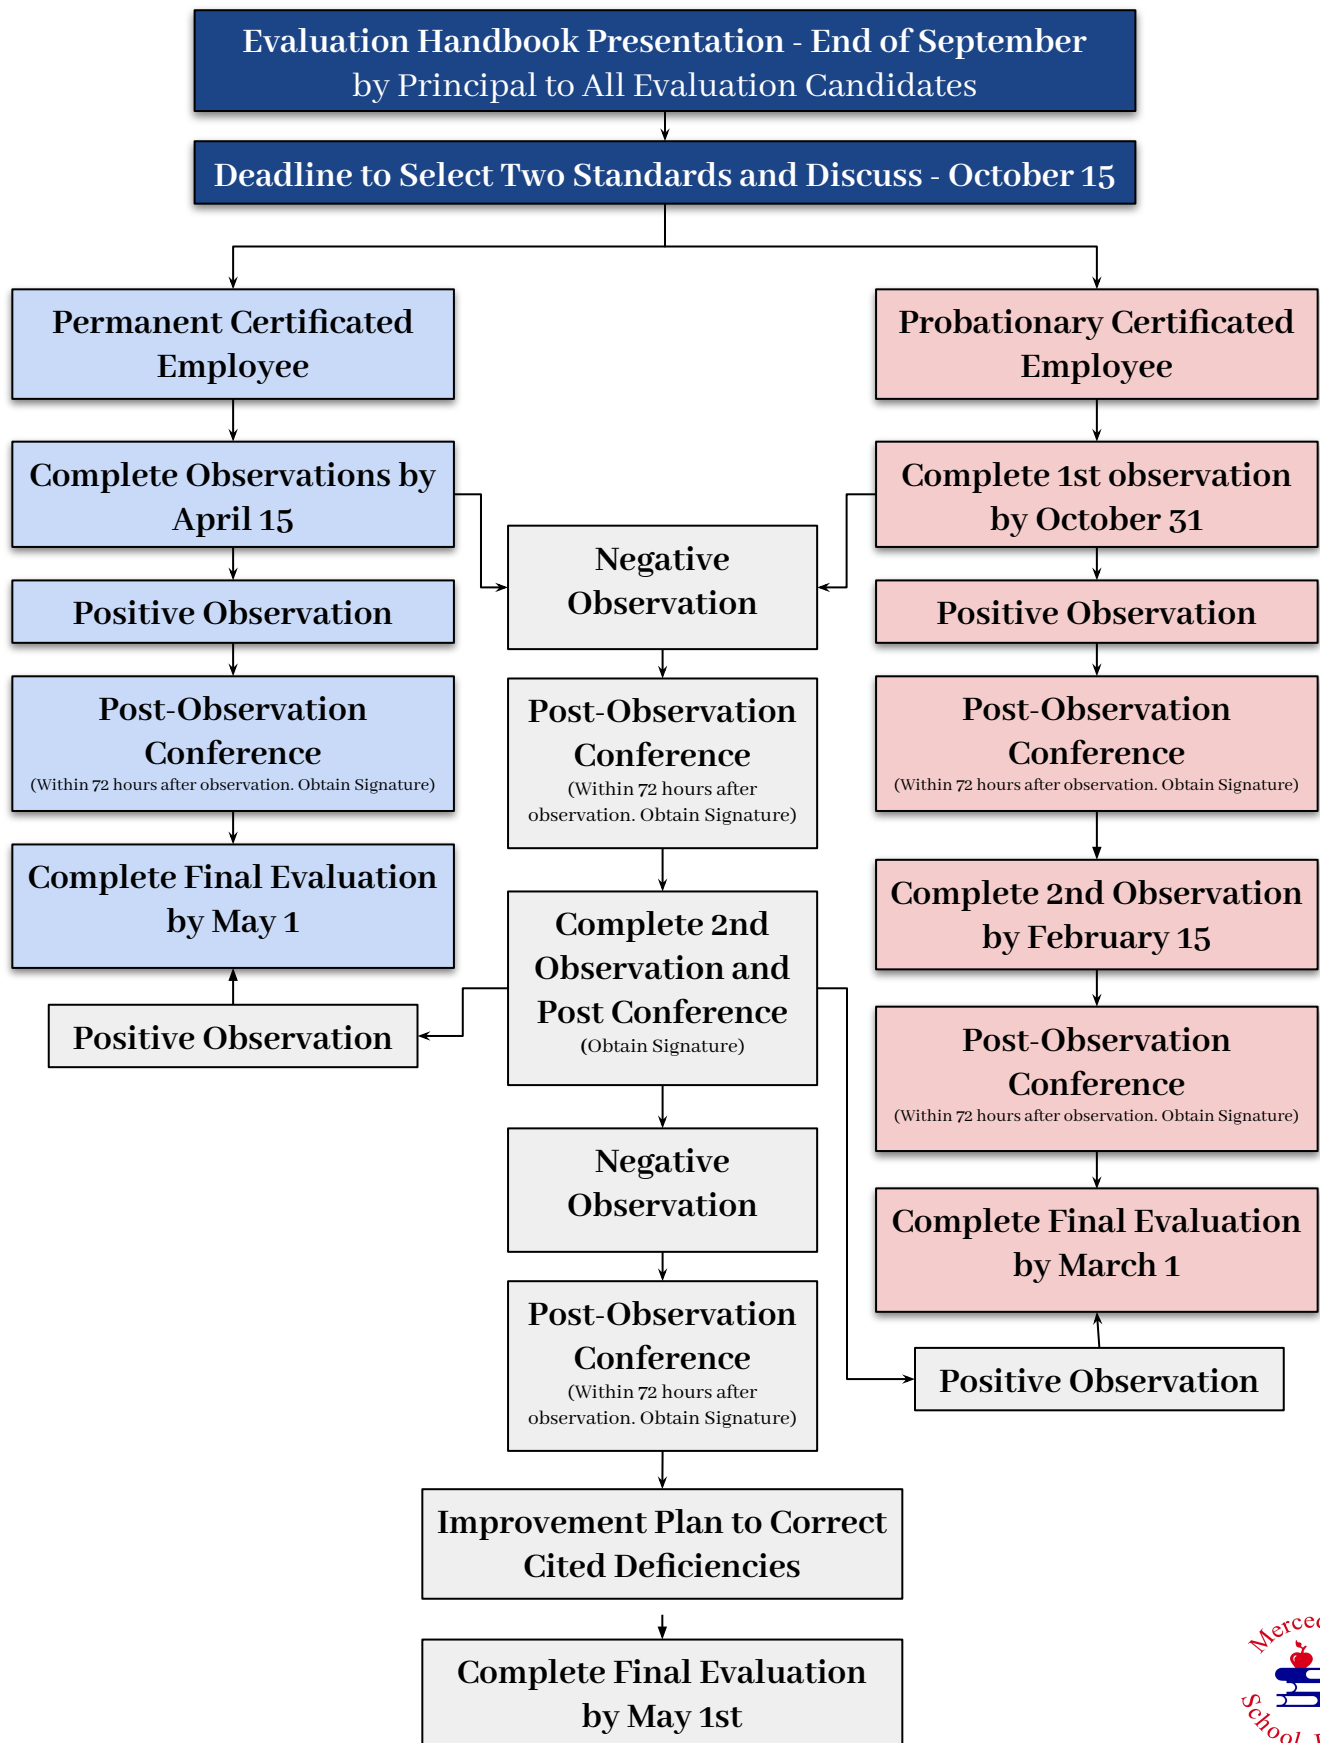 Evaluation Handbook Presentation - End of September
by Principal to All Evaluation Candidates
Deadline to Select Two Standards and Discuss - October 15
Permanent Certificated
Employee
Complete Observations by
April 15
Positive Observation
Post-Observation
Conference
(Within 72 hours after observation. Obtain Signature)
Complete Final Evaluation
by May 1
Positive Observation
Negative
Observation
Post-Observation
Conference
(Within 72 hours after
observation. Obtain Signature)
Complete 2nd
Observation and
Post Conference
(Obtain Signature)
Negative
Observation
Post-Observation
Conference
(Within 72 hours after
observation. Obtain Signature)
Improvement Plan to Correct
Cited Deficiencies
Complete Final Evaluation
by May 1st
Probationary Certificated
Employee
Complete 1st observation
by October 31
Positive Observation
Post-Observation
Conference
(Within 72 hours after observation. Obtain Signature)
Complete 2nd Observation
by February 15
Post-Observation
Conference
(Within 72 hours after observation. Obtain Signature)
Complete Final Evaluation
by March 1
Positive Observation
School